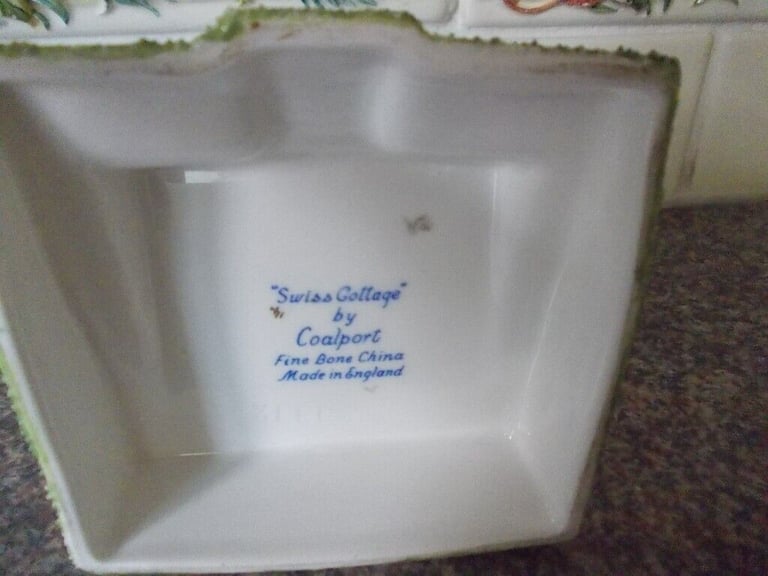 "Swiss Cottage"
by
Coalport
Fine Bone China
Made in England